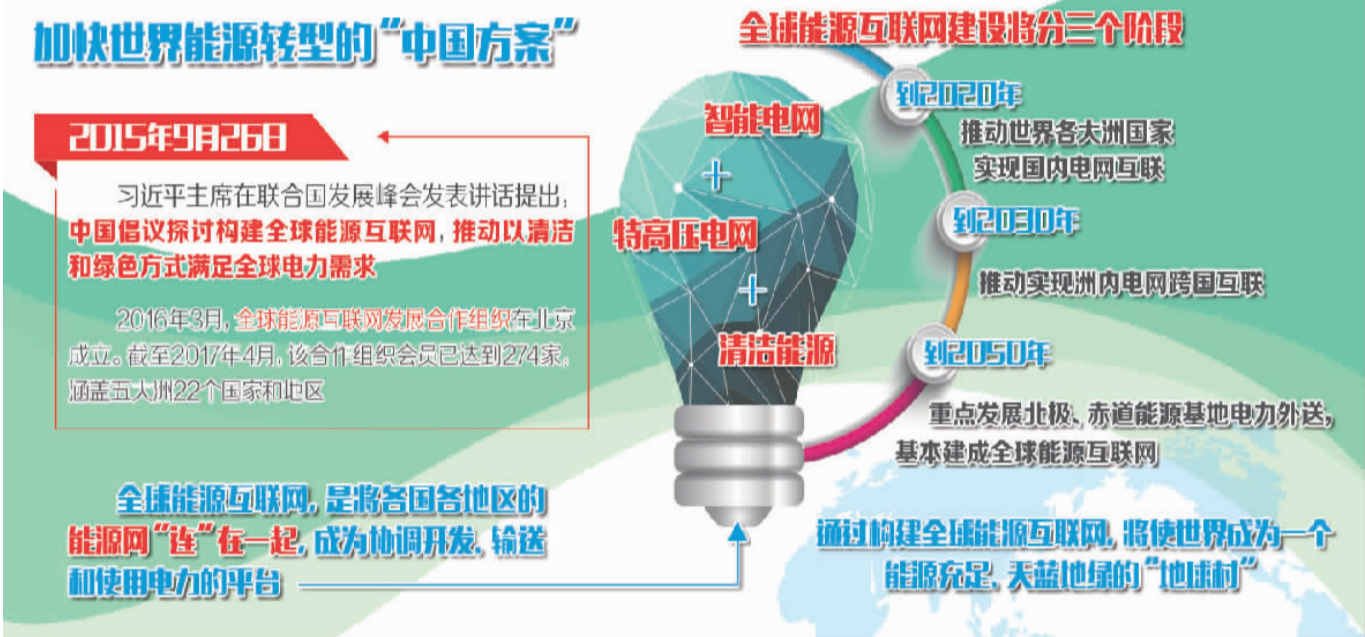 加快世界能源转型的“中国方案”
2015年9月26日
习近平主席在联合国发展峰会发表讲话提出,
中国倡议探讨构建全球能源互联网,推动以清洁
和绿色方式满足全球电力需求
2016年3月,全球能源互联网发展合作组织在北京
成立。截至2017年4月,该合作组织会员已达到274家,
涵盖五大洲22个国家和地区
全球能源互联网,是将各国各地区的
能源网“连”在一起,成为协调开发、输送
和使用电力的平台
智能电网
+
特高压电网
+
清洁能源
全球能源互联网建设将分三个阶段
到2020年
推动世界各大洲国家
实现国内电网互联
到2030年
推动实现洲内电网跨国互联
到2050年
重点发展北极、赤道能源基地电力外送,
基本建成全球能源互联网
通过构建全球能源互联网,将使世界成为一个
能源充足、天蓝地绿的“地球村”